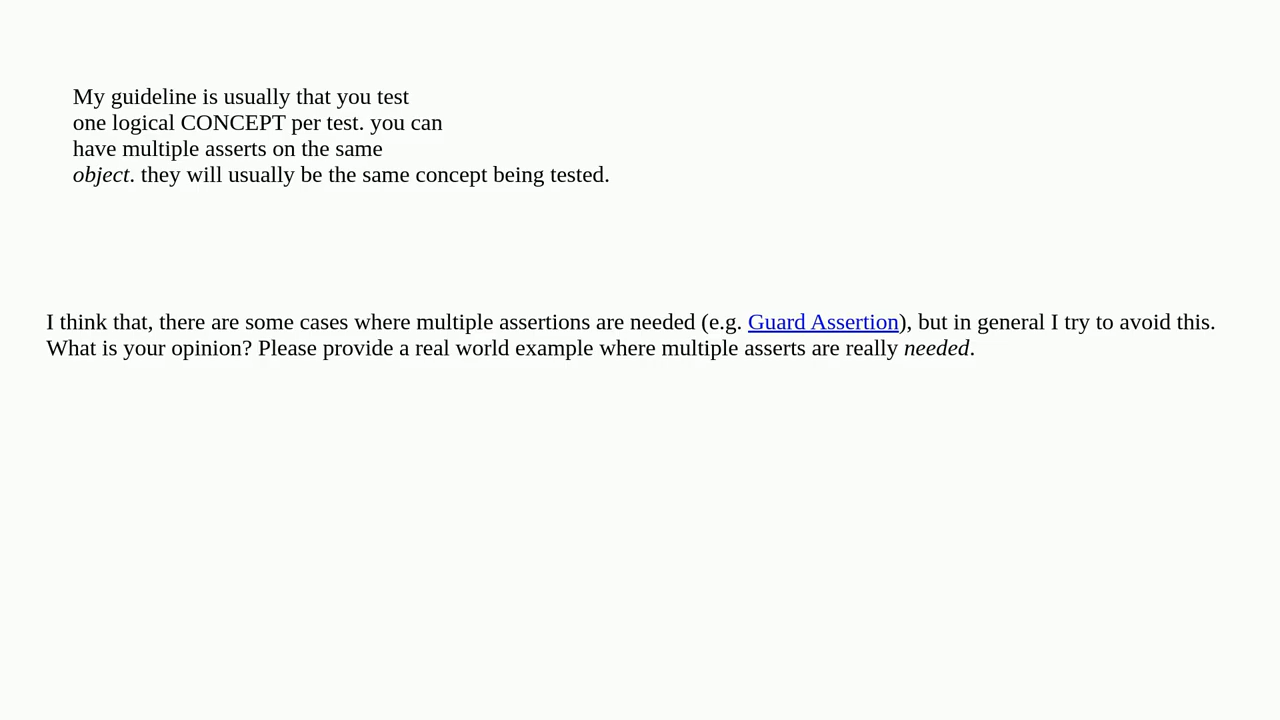 My guideline is usually that you test
one logical CONCEPT per test. you can
have multiple asserts on the same
object. they will usually be the same concept being tested.
I think that, there are some cases where multiple assertions are needed (e.g. Guard Assertion), but in general I try to avoid this.
What is your opinion? Please provide a real world example where multiple asserts are really needed.